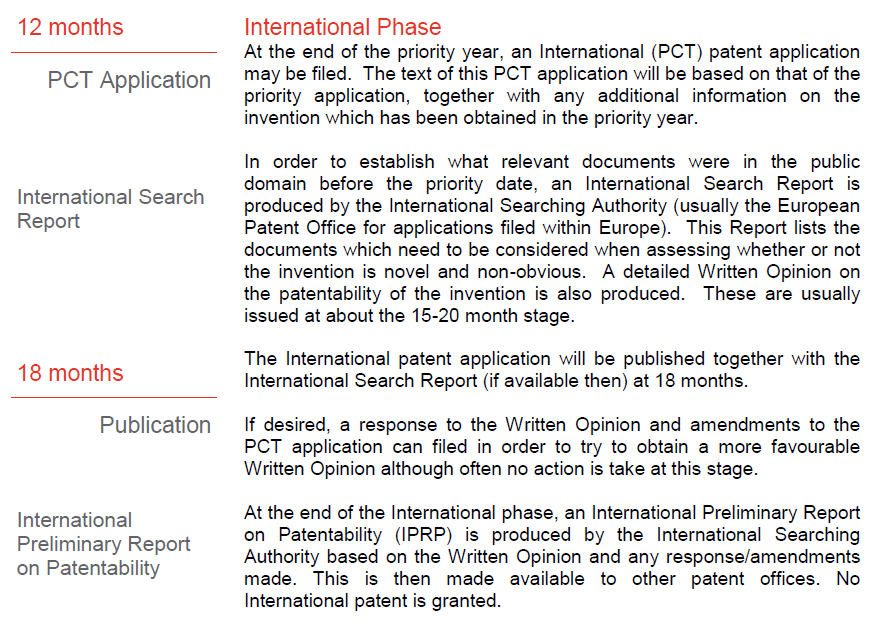 12 months
International Phase
At the end of the priority year, an International (PCT) patent application
may be filed.  The text of this PCT application will be based on that of the
priority application, together with any additional information on the
invention which has been obtained in the priority year.
PCT Application
In order to establish what relevant documents were in the public
domain before the priority date, an International Search Report is
produced by the International Searching Authority (usually the European
Patent Office for applications filed within Europe).  This Report lists the
documents which need to be considered when assessing whether or not
the invention is novel and non-obvious.  A detailed Written Opinion on
the patentability of the invention is also produced.  These are usually
issued at about the 15-20 month stage.
International Search
Report
18 months
The International patent application will be published together with the
International Search Report (if available then) at 18 months.
Publication
If desired, a response to the Written Opinion and amendments to the
PCT application can filed in order to try to obtain a more favourable
Written Opinion although often no action is take at this stage.
International
Preliminary Report
on Patentability
At the end of the International phase, an International Preliminary Report
on Patentability (IPRP) is produced by the International Searching
Authority based on the Written Opinion and any response/amendments
made. This is then made available to other patent offices. No
International patent is granted.